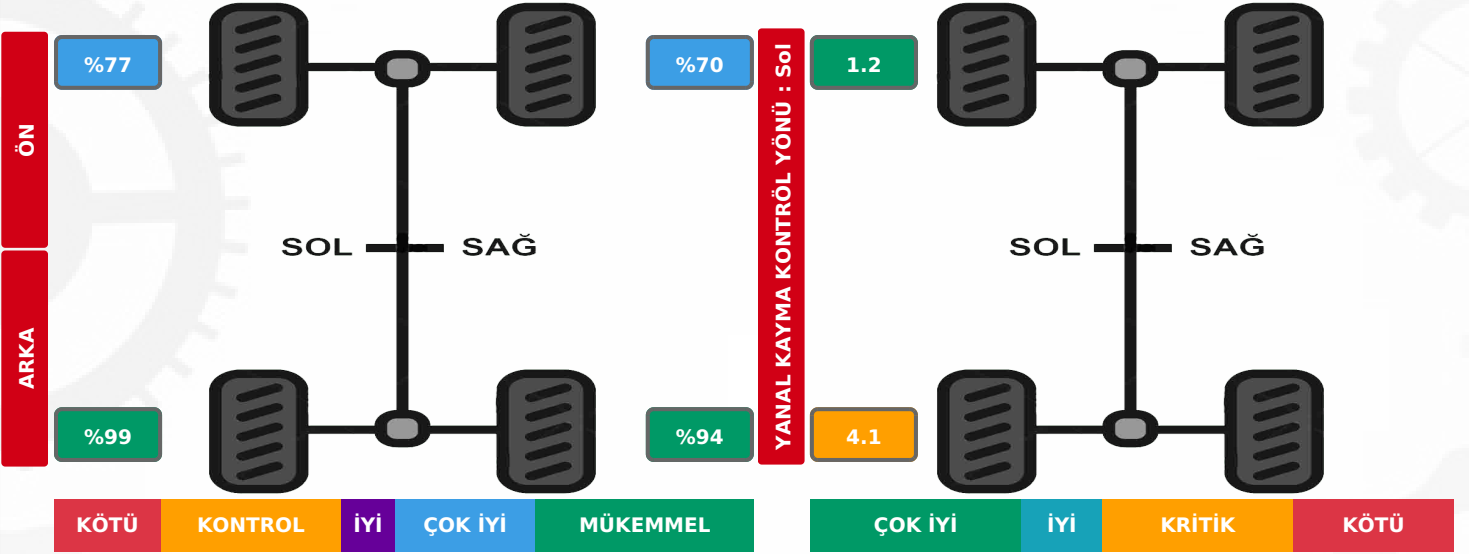 ÖN
%77
%70
YANAL KAYMA KONTRÖL YÖNÜ : Sol
1.2
SOL SAĞ
SOL SAĞ
ARKA
%99
%94
4.1
KÖTÜ KONTROL İYİ ÇOK İYİ MÜKEMMEL
ÇOK İYİ İYİ KRİTİK KÖTÜ